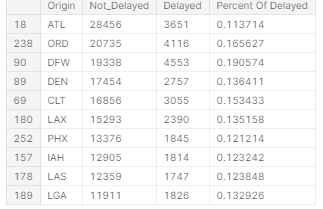 Origin Not_Delayed Delayed Percent Of Delayed
18 ATL 28456 3651 0.113714
238 ORD 20735 4116 0.165627
90 DFW 19338 4553 0.190574
89 DEN 17454 2757 0.136411
69 CLT 16856 3055 0.153433
180 LAX 15293 2390 0.135158
252 PHX 13376 1845 0.121214
157 IAH 12905 1814 0.123242
178 LAS 12359 1747 0.123848
189 LGA 11911 1826 0.132926